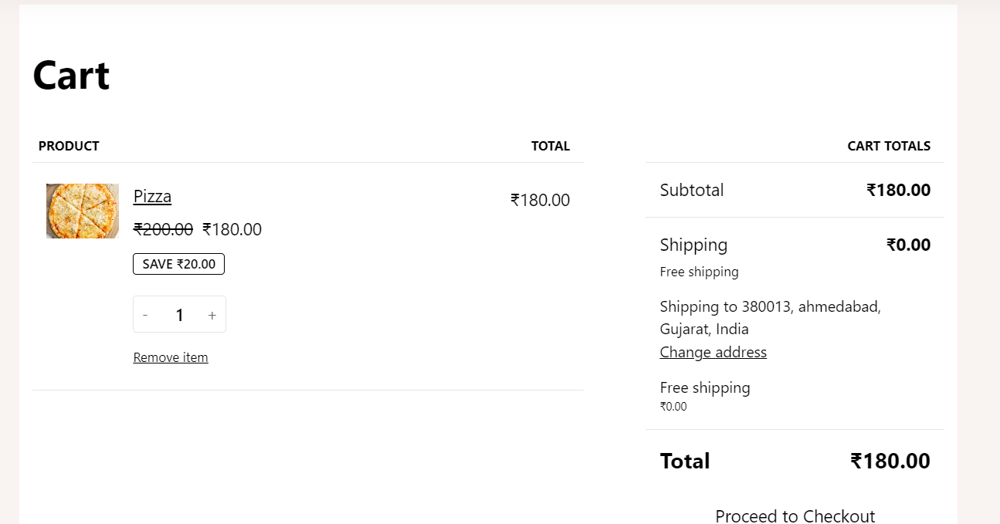 Cart
PRODUCT
TOTAL
Pizza
₹200.00 ₹180.00
₹180.00
SAVE ₹20.00
- 1 +
Remove item
CART TOTALS
Subtotal ₹180.00
Shipping ₹0.00
Free shipping
Shipping to 380013, ahmedabad,
Gujarat, India
Change address
Free shipping
₹0.00
Total ₹180.00
Proceed to Checkout